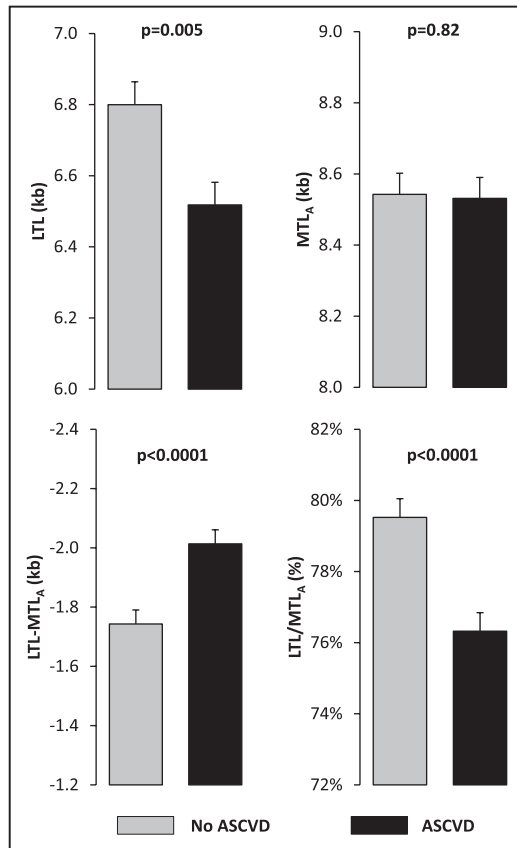 p=0.005
7.0
6.8
6.6
6.4
6.2
6.0
LTL (kb)
p=0.82
9.0
8.8
8.6
8.4
8.2
8.0
MTLA (kb)
p<0.0001
-2.4
-2.2
-2.0
-1.8
-1.6
-1.4
-1.2
LTL-MTLA (kb)
p<0.0001
82%
80%
78%
76%
74%
72%
LTL/MTLA (%)
No ASCVD
ASCVD